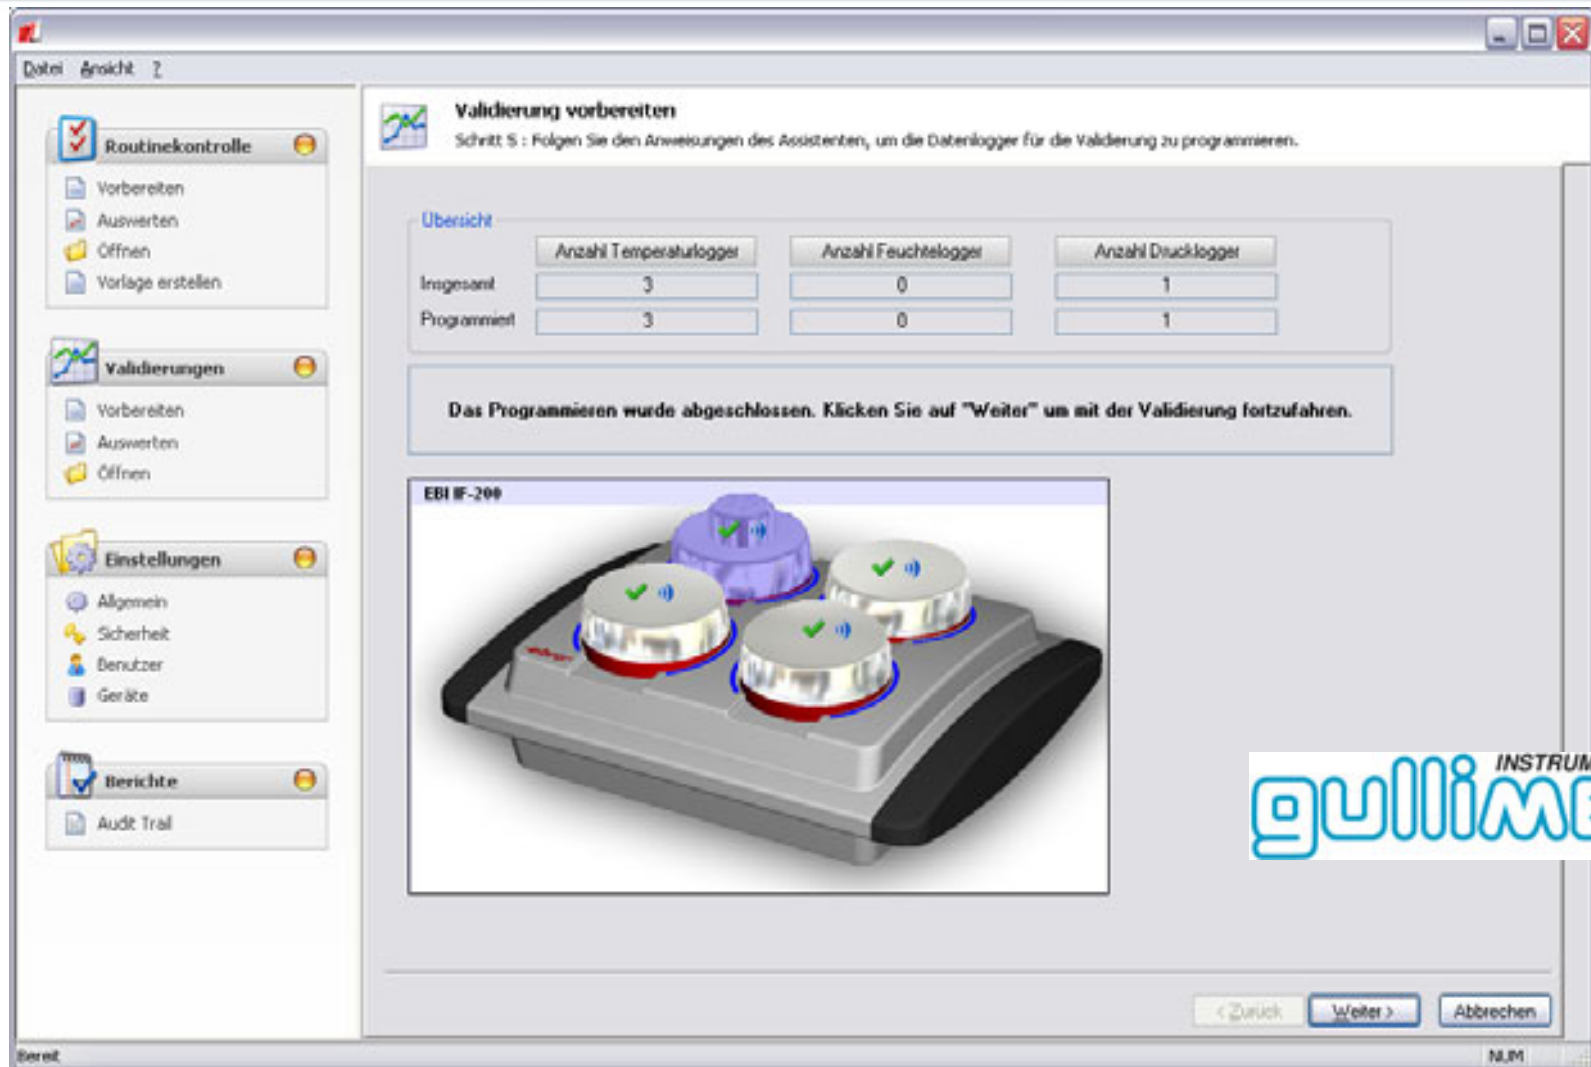 Datei Ansicht ?
Routinekontrolle
Vorbereiten
Auswerten
Öffnen
Vorlage erstellen
Validierungen
Vorbereiten
Auswerten
Öffnen
Einstellungen
Allgemein
Sicherheit
Benutzer
Geräte
Berichte
Audit Trail
Validierung vorbereiten
Schritt 5 : Folgen Sie den Anweisungen des Assistenten, um die Datenlogger für die Validierung zu programmieren.
Übersicht
Anzahl Temperaturlogger Anzahl Feuchtelogger Anzahl Drucklogger
Insgesamt 3 0 1
Programmiert 3 0 1
Das Programmieren wurde abgeschlossen. Klicken Sie auf "Weiter" um mit der Validierung fortzufahren.
EBI IF-200
INSTRUM
gullime
< Zurück Weiter > Abbrechen
Bereit NUM